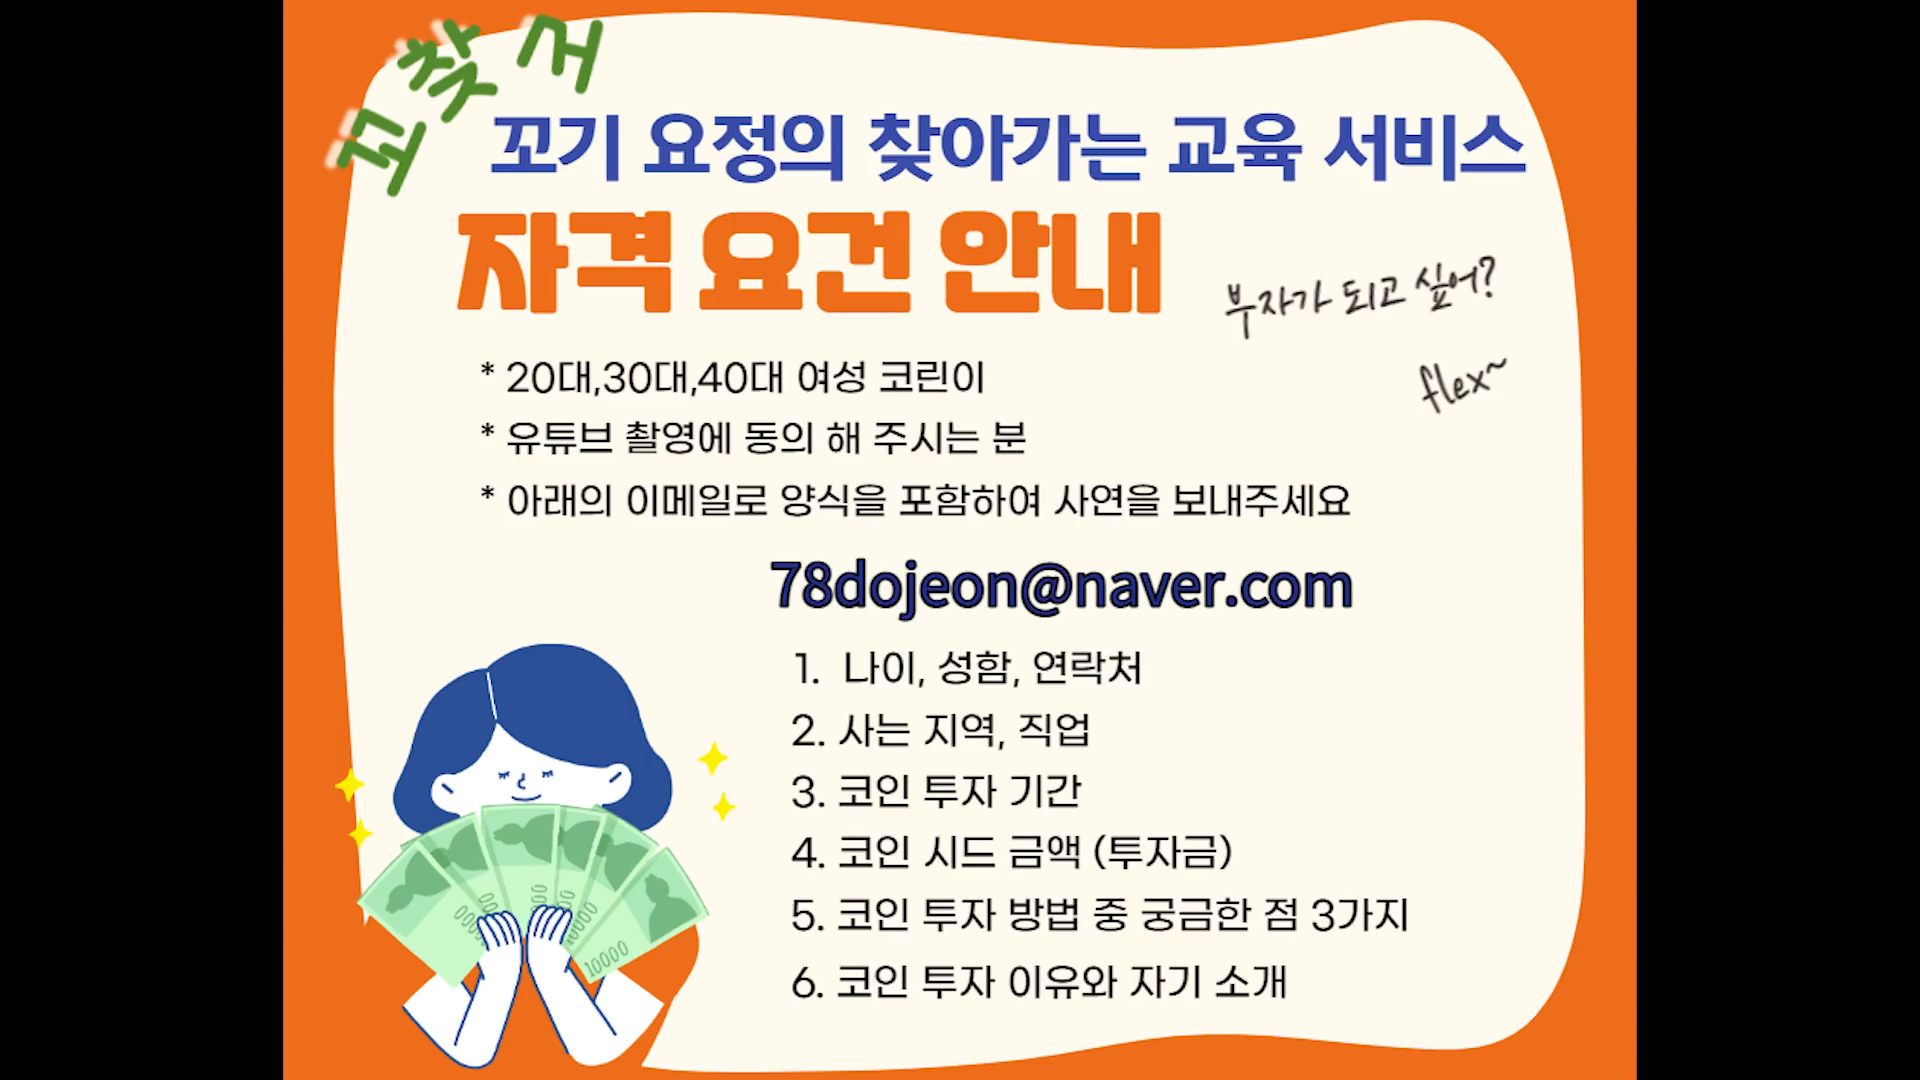 꼬찾서
꼬기 요정의 찾아가는 교육 서비스
자격 요건 안내
부자가 되고 싶어?
flex~
* 20대,30대,40대 여성 코린이
* 유튜브 촬영에 동의 해 주시는 분
* 아래의 이메일로 양식을 포함하여 사연을 보내주세요
78dojeon@naver.com
1. 나이, 성함, 연락처
2. 사는 지역, 직업
3. 코인 투자 기간
4. 코인 시드 금액 (투자금)
5. 코인 투자 방법 중 궁금한 점 3가지
6. 코인 투자 이유와 자기 소개
10000